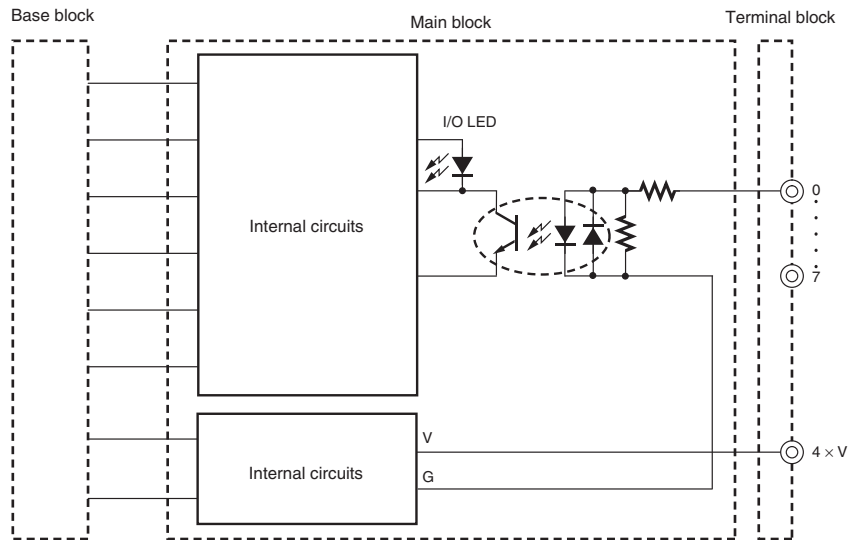 Base block
Main block
Terminal block
I/O LED
Internal circuits
0
7
Internal circuits
V
G
4 × V